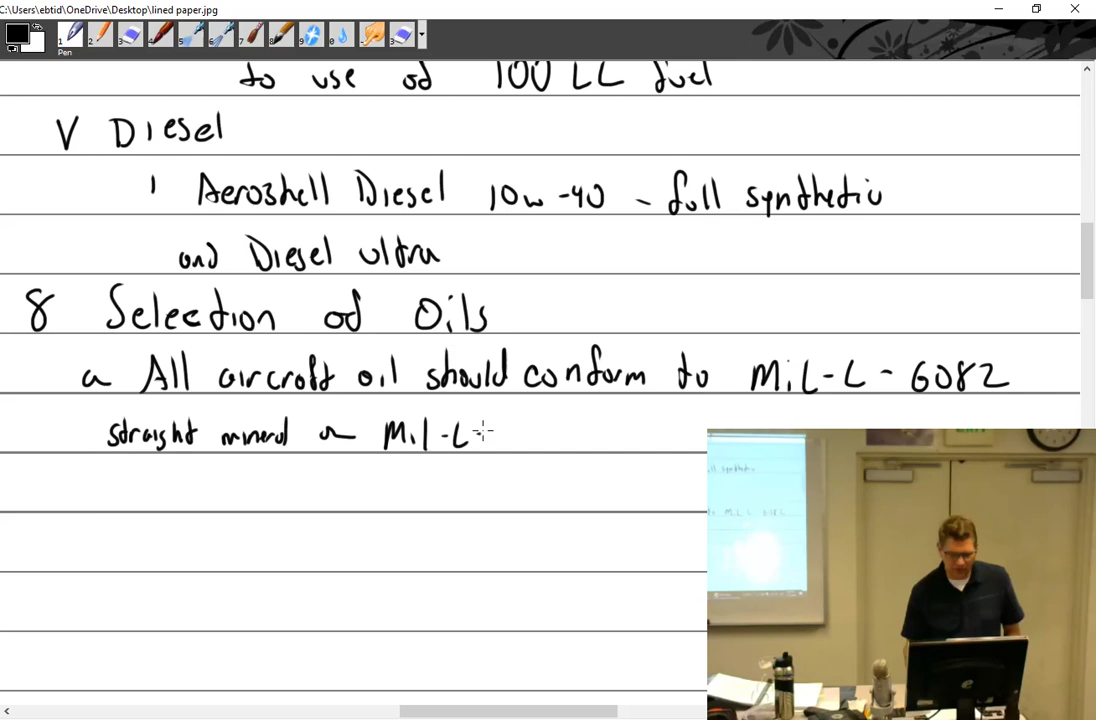 C:\Users\ebtid\OneDrive\Desktop\lined paper.jpg
Pen
to use of 100 LL fuel
V Diesel
1 Aeroshell Diesel 10w-40 - full synthetic
and Diesel ultra
8 Selection of Oils
a All aircraft oil should conform to MiL-L-6082
straight mineral or Mil-L-